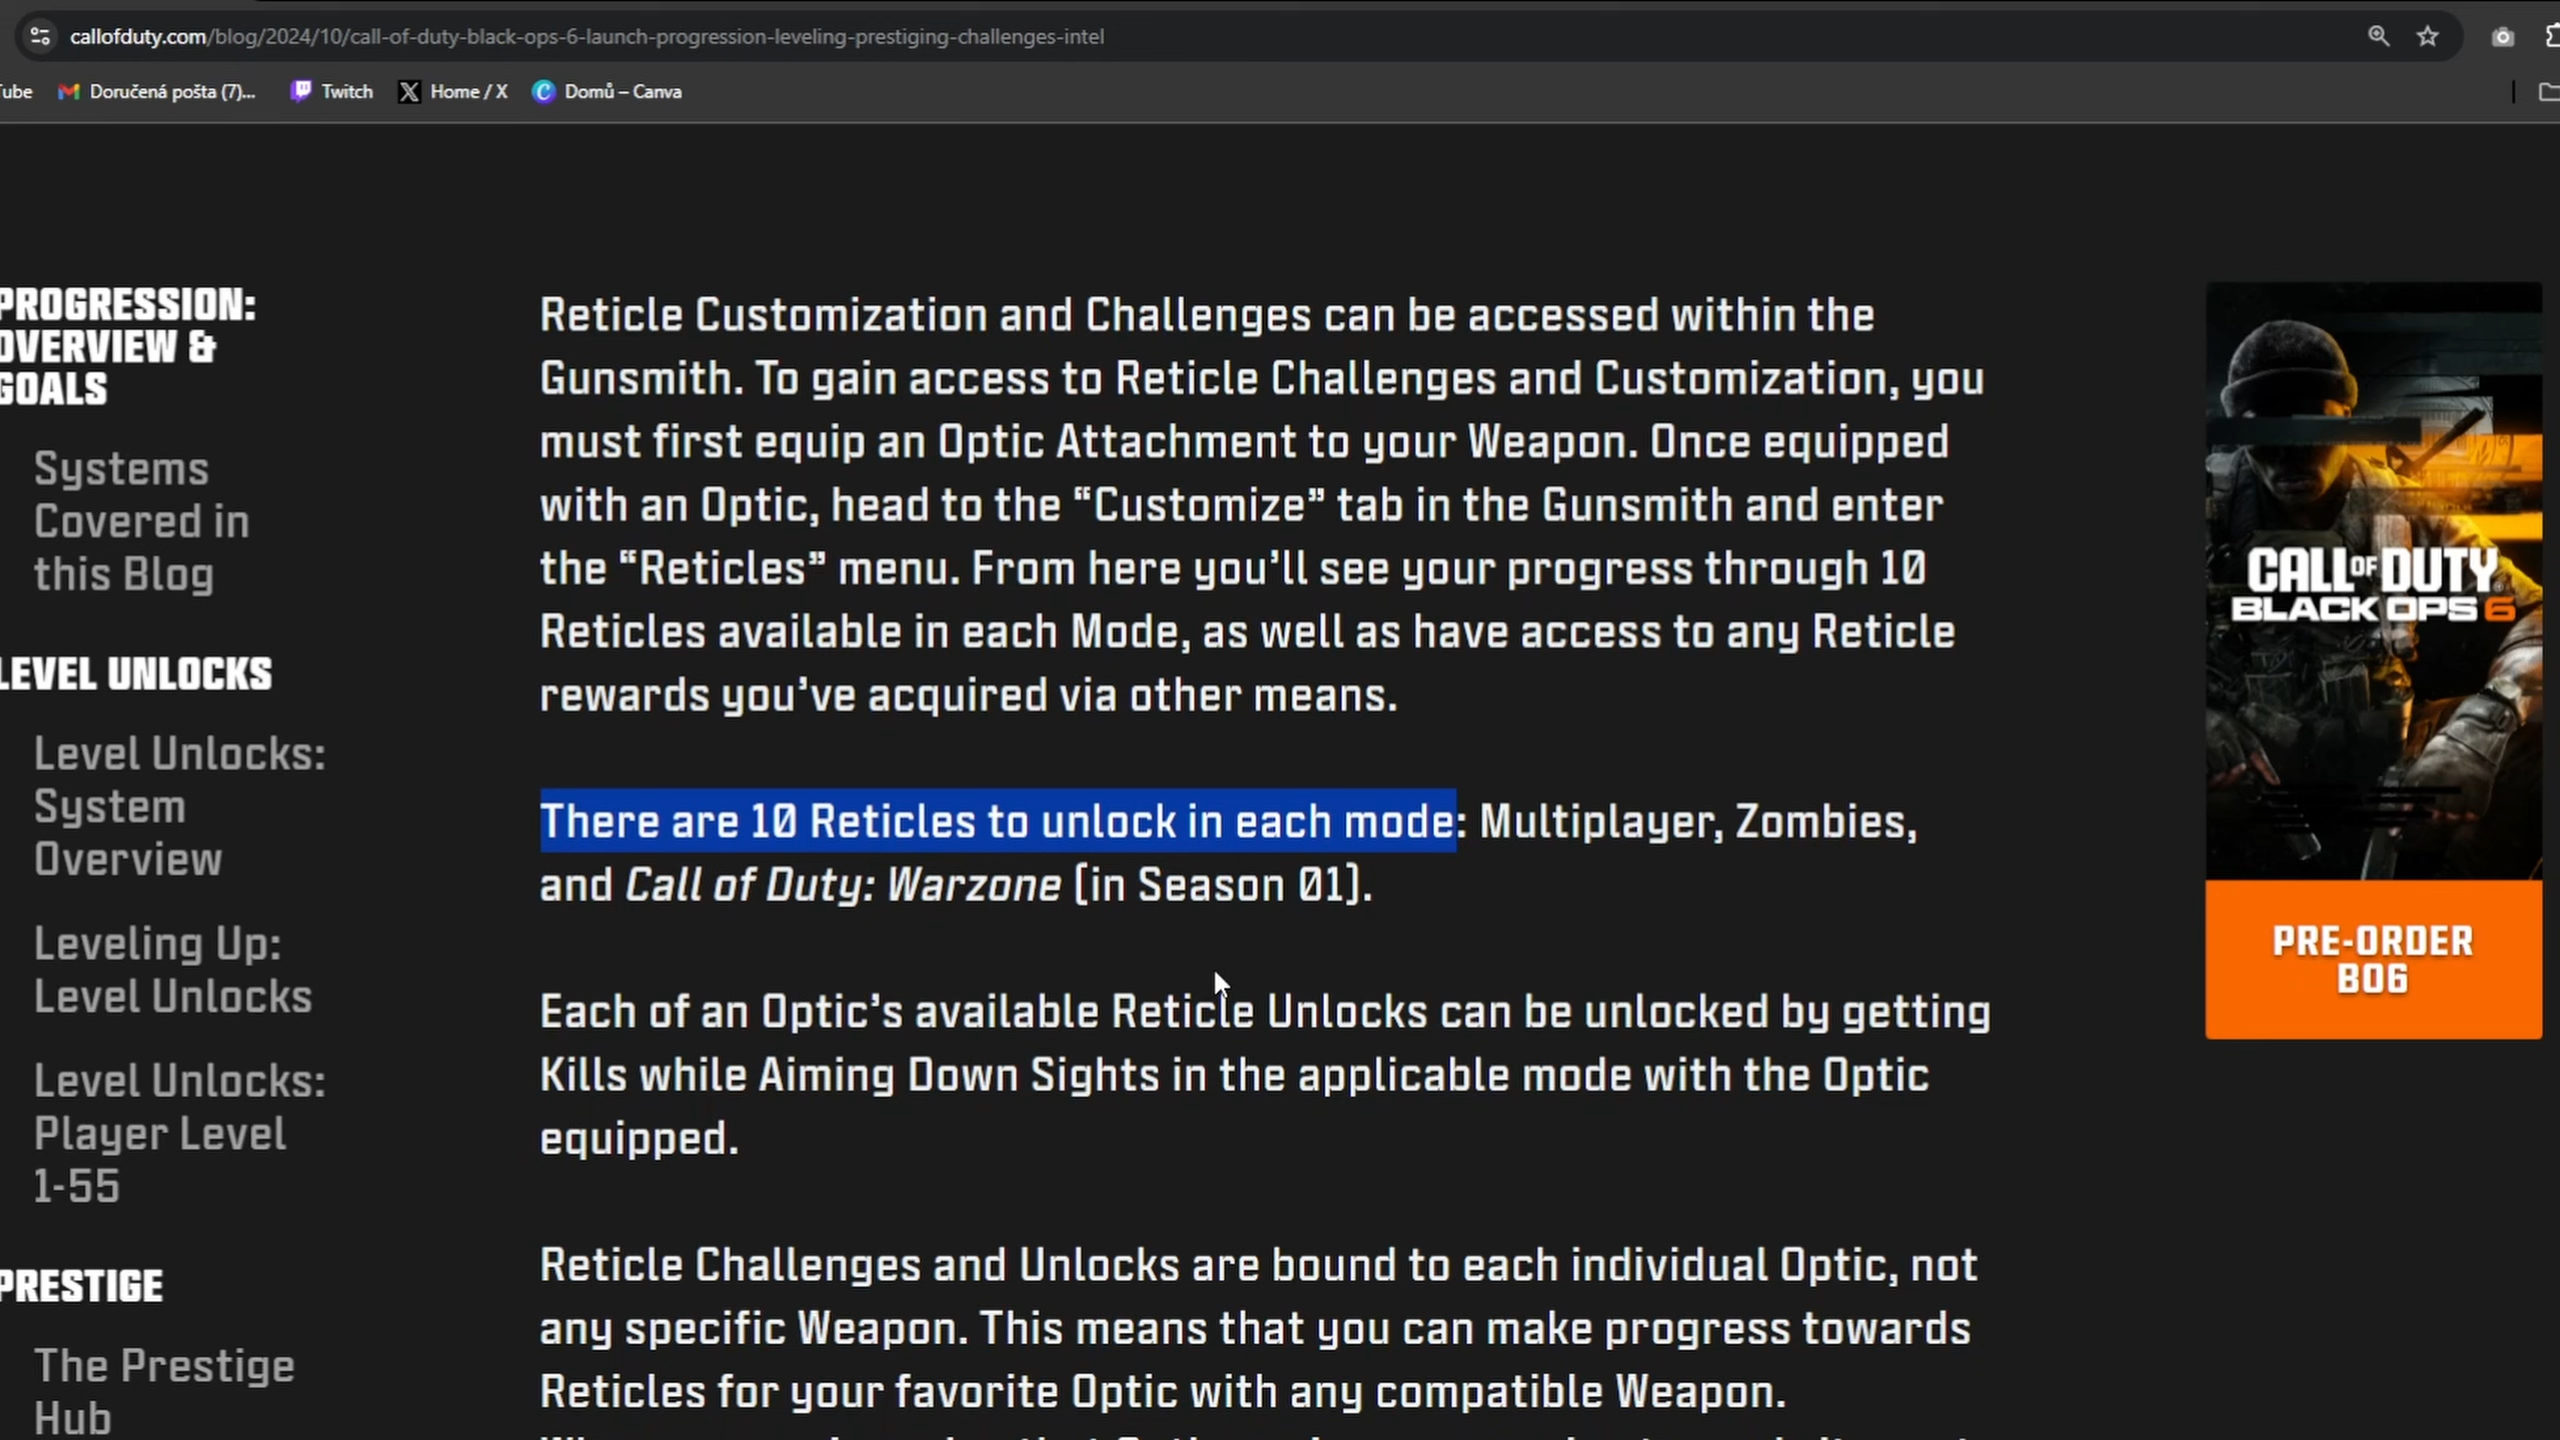 callofduty.com/blog/2024/10/call-of-duty-black-ops-6-launch-progression-leveling-prestiging-challenges-intel
Tube
Doručená pošta (7)...
Twitch
Home / X
Domů – Canva
PROGRESSION:
OVERVIEW &
GOALS
Systems
Covered in
this Blog
LEVEL UNLOCKS
Level Unlocks:
System
Overview
Leveling Up:
Level Unlocks
Level Unlocks:
Player Level
1-55
PRESTIGE
The Prestige
Hub
Reticle Customization and Challenges can be accessed within the
Gunsmith. To gain access to Reticle Challenges and Customization, you
must first equip an Optic Attachment to your Weapon. Once equipped
with an Optic, head to the “Customize” tab in the Gunsmith and enter
the “Reticles” menu. From here you’ll see your progress through 10
Reticles available in each Mode, as well as have access to any Reticle
rewards you’ve acquired via other means.
There are 10 Reticles to unlock in each mode: Multiplayer, Zombies,
and Call of Duty: Warzone (in Season 01).
Each of an Optic’s available Reticle Unlocks can be unlocked by getting
Kills while Aiming Down Sights in the applicable mode with the Optic
equipped.
Reticle Challenges and Unlocks are bound to each individual Optic, not
any specific Weapon. This means that you can make progress towards
Reticles for your favorite Optic with any compatible Weapon.
CALL OF DUTY
BLACK OPS 6
PRE-ORDER
BO6